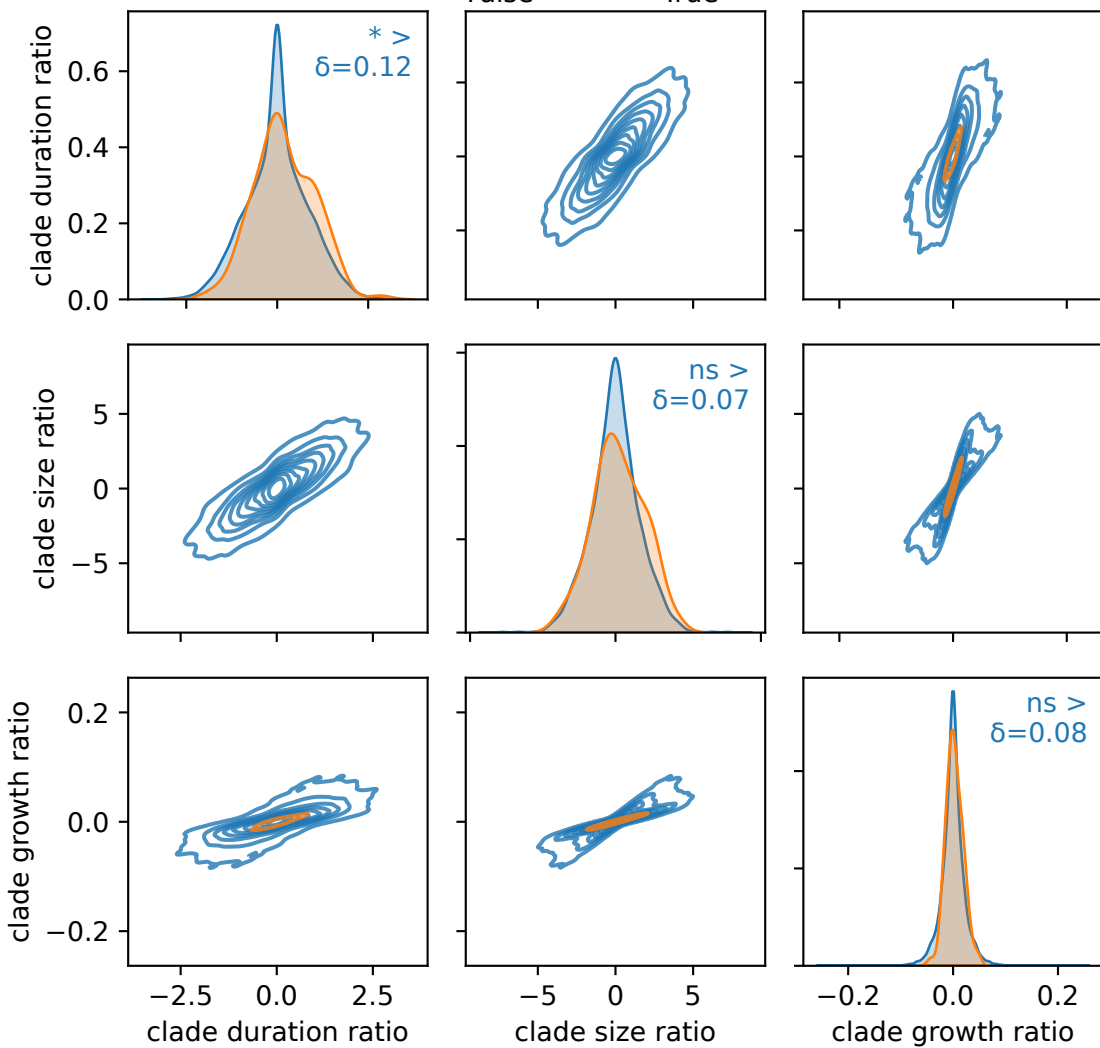 clade duration ratio
0.6
0.4
0.2
0.0
* >
δ=0.12
clade size ratio
5
0
−5
ns >
δ=0.07
clade growth ratio
0.2
0.0
−0.2
ns >
δ=0.08
−2.5 0.0 2.5
clade duration ratio
−5 0 5
clade size ratio
−0.2 0.0 0.2
clade growth ratio